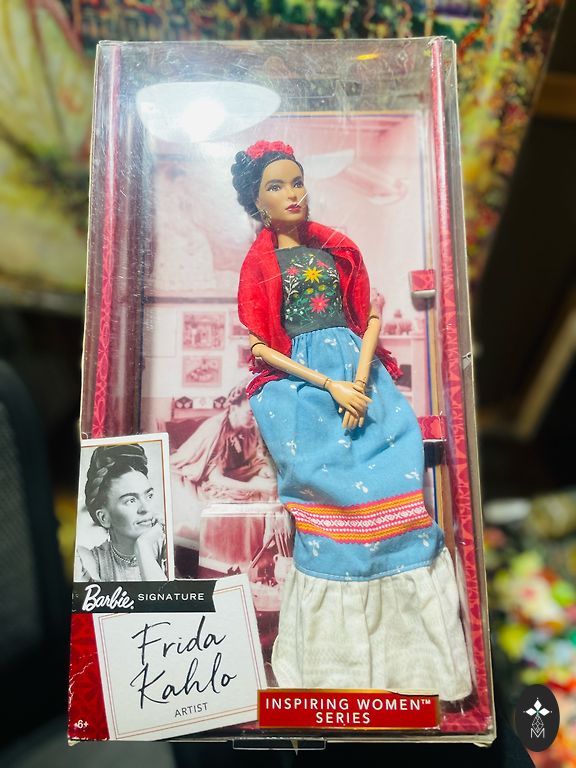 Barbie. SIGNATURE
Frida
Kahlo
ARTIST
6+
INSPIRING WOMEN™
SERIES
M